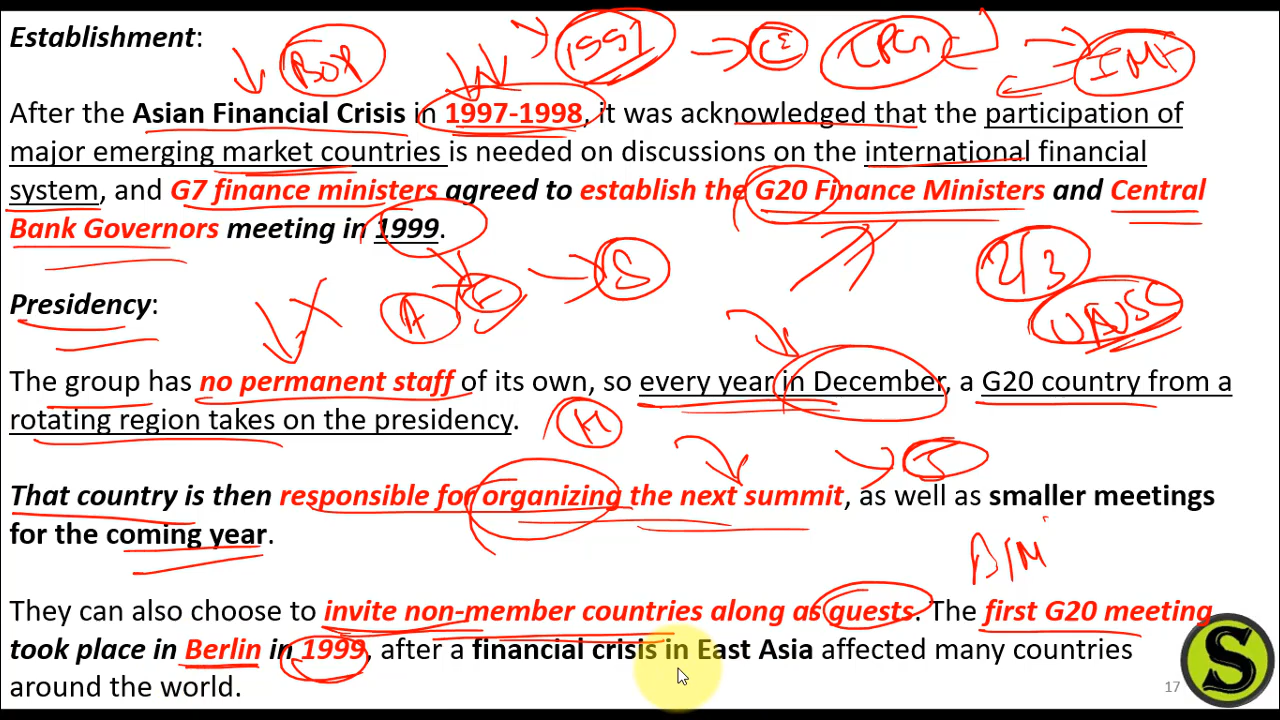 Establishment:
BOP
1991
IMF
After the Asian Financial Crisis in 1997-1998, it was acknowledged that the participation of
major emerging market countries is needed on discussions on the international financial
system, and G7 finance ministers agreed to establish the G20 Finance Ministers and Central
Bank Governors meeting in 1999.
A
S
2/3
Presidency:
The group has no permanent staff of its own, so every year in December, a G20 country from a
rotating region takes on the presidency.
H
That country is then responsible for organizing the next summit, as well as smaller meetings
for the coming year.
They can also choose to invite non-member countries along as guests. The first G20 meeting
took place in Berlin in 1999, after a financial crisis in East Asia affected many countries
around the world.
17
S